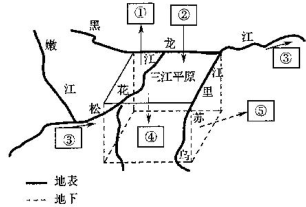 ①
②
嫩
黑
龙
江
江
③
三江平原
江
江
花
松
里
苏
⑤
③
④
乌
地表
地下